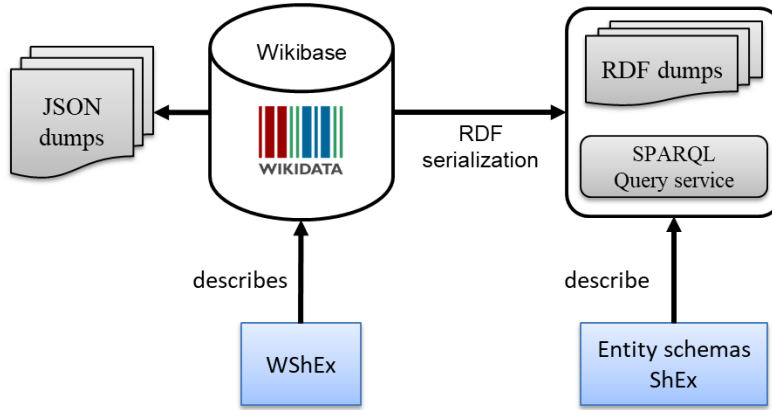 Wikibase
WIKIDATA
JSON
dumps
RDF
serialization
RDF dumps
SPARQL
Query service
describes
describe
WShEx
Entity schemas
ShEx